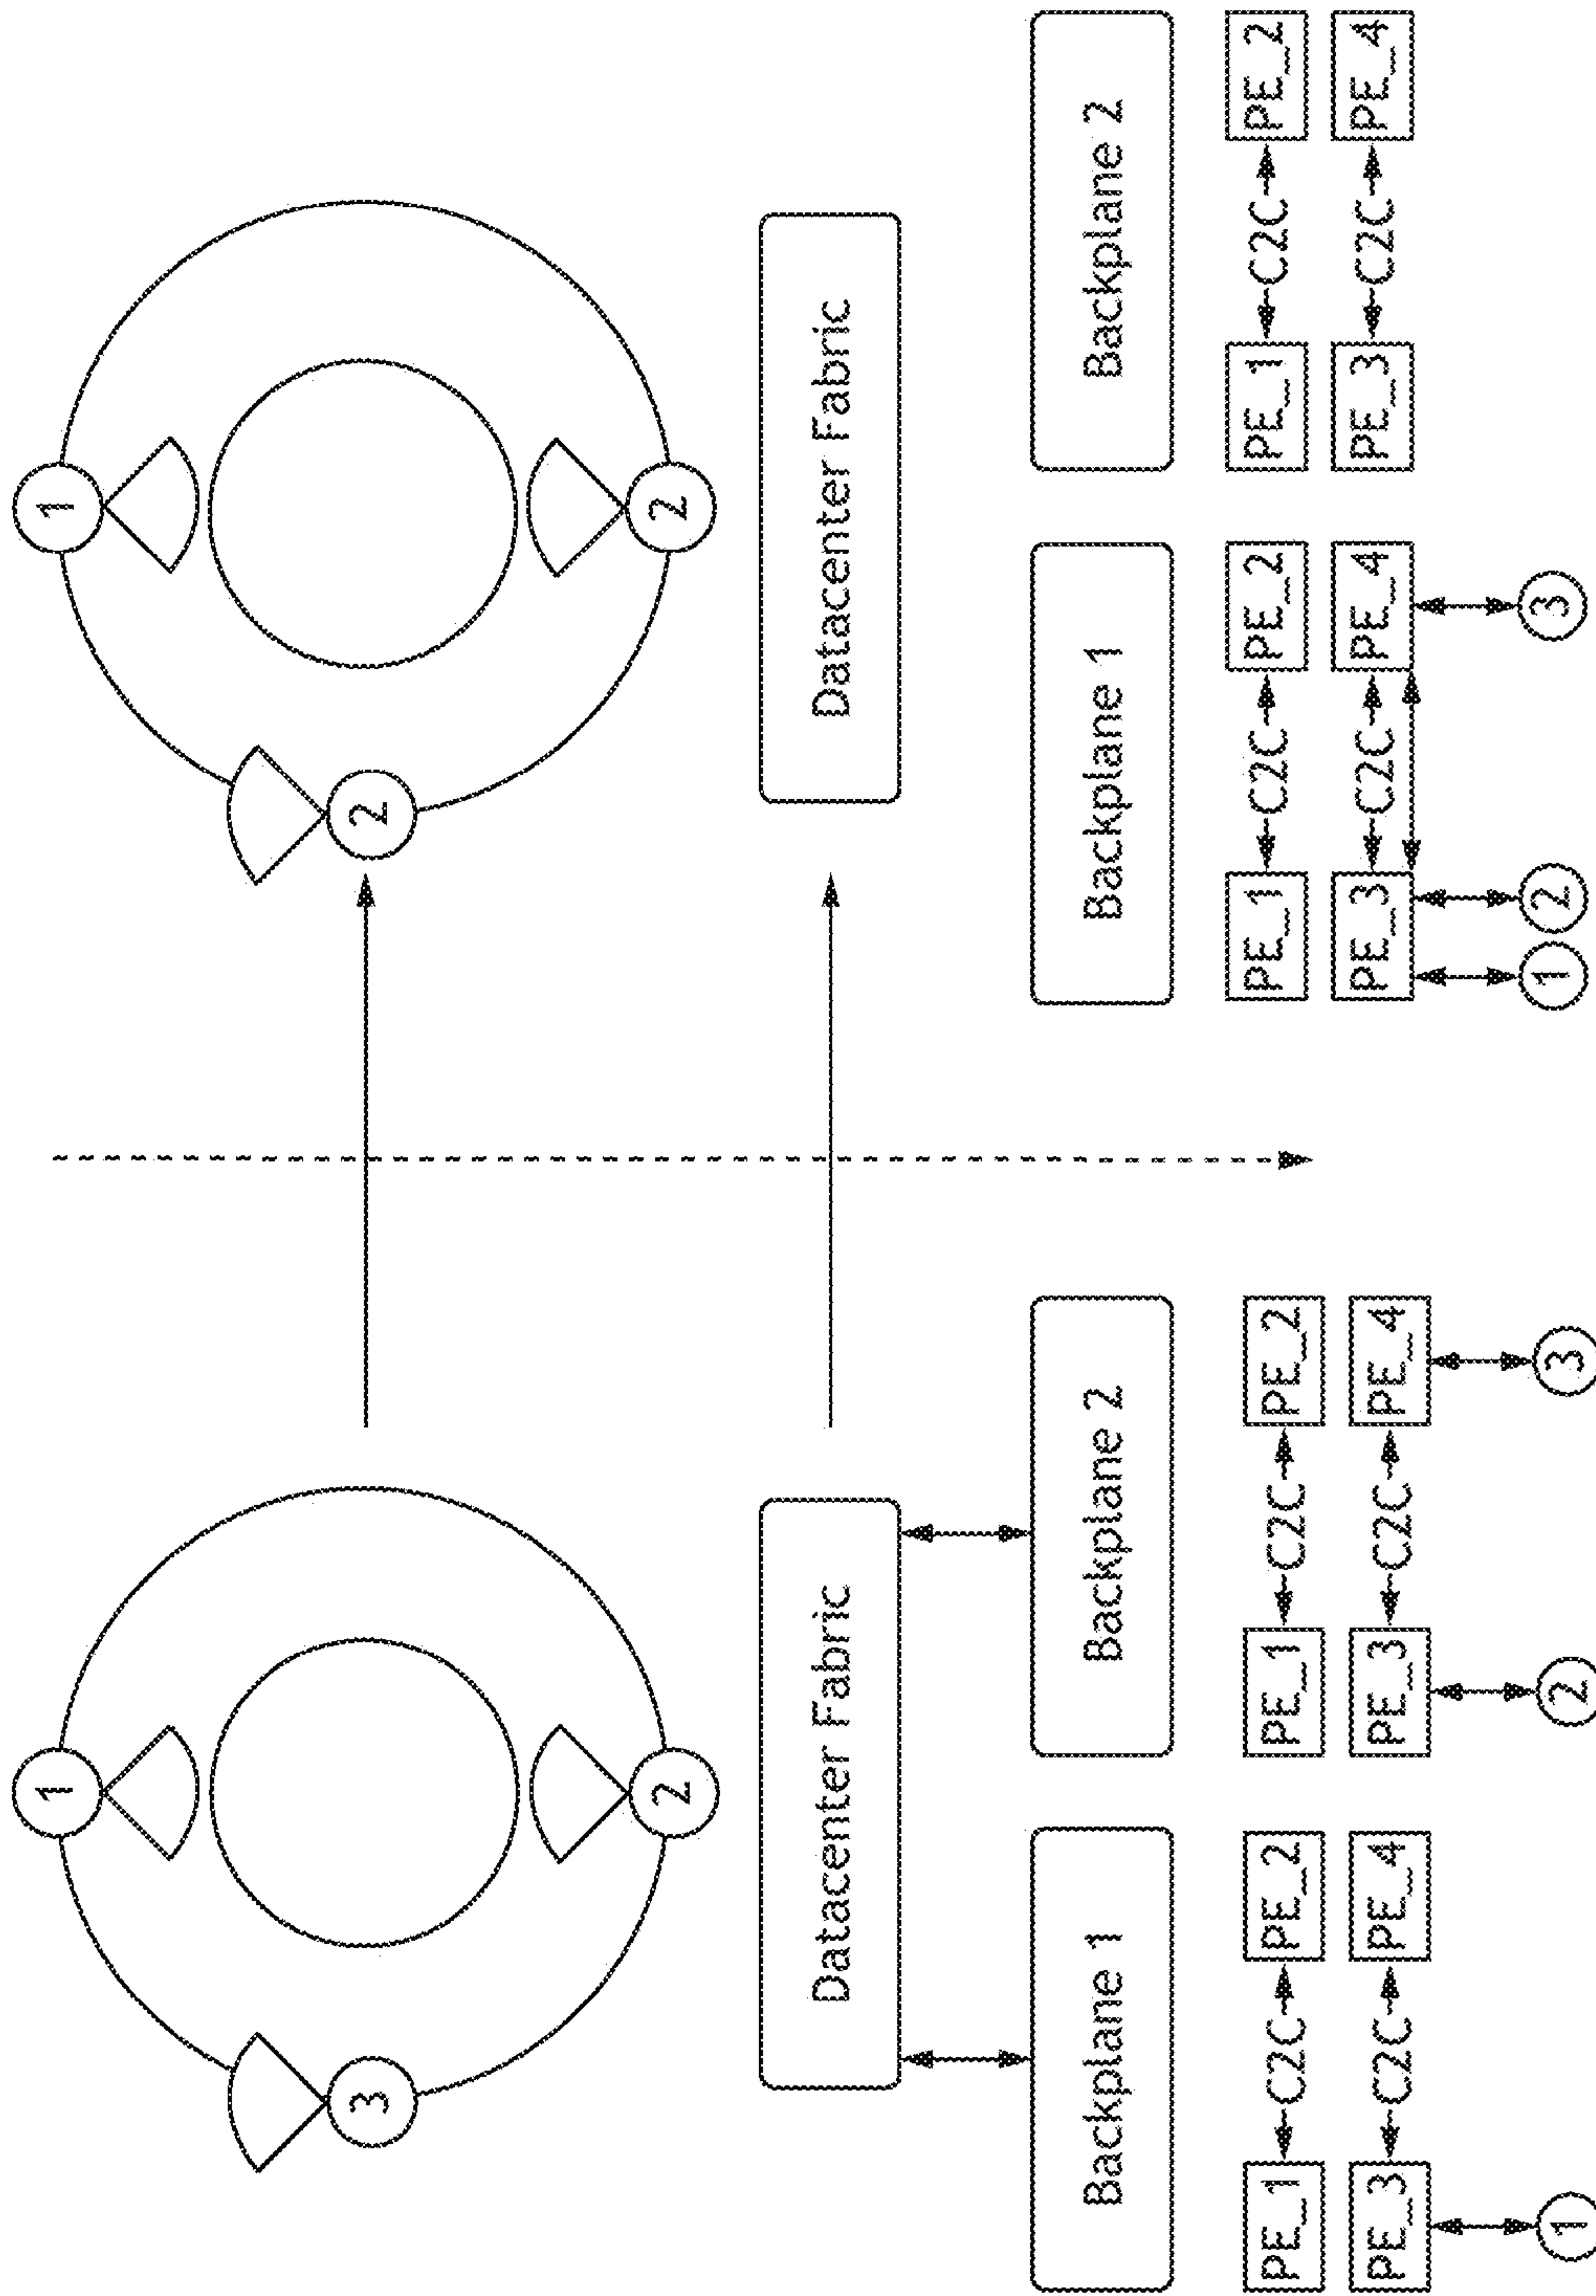 1 1
3 2
2 2
Datacenter Fabric Datacenter Fabric
Backplane 1 Backplane 2 Backplane 1 Backplane 2
PE_1 C2C PE_2 PE_1 C2C PE_2 PE_1 C2C PE_2 PE_1 C2C PE_2
PE_3 C2C PE_4 PE_3 C2C PE_4 PE_3 C2C PE_4 PE_3 C2C PE_4
1 2 3 1 2 3